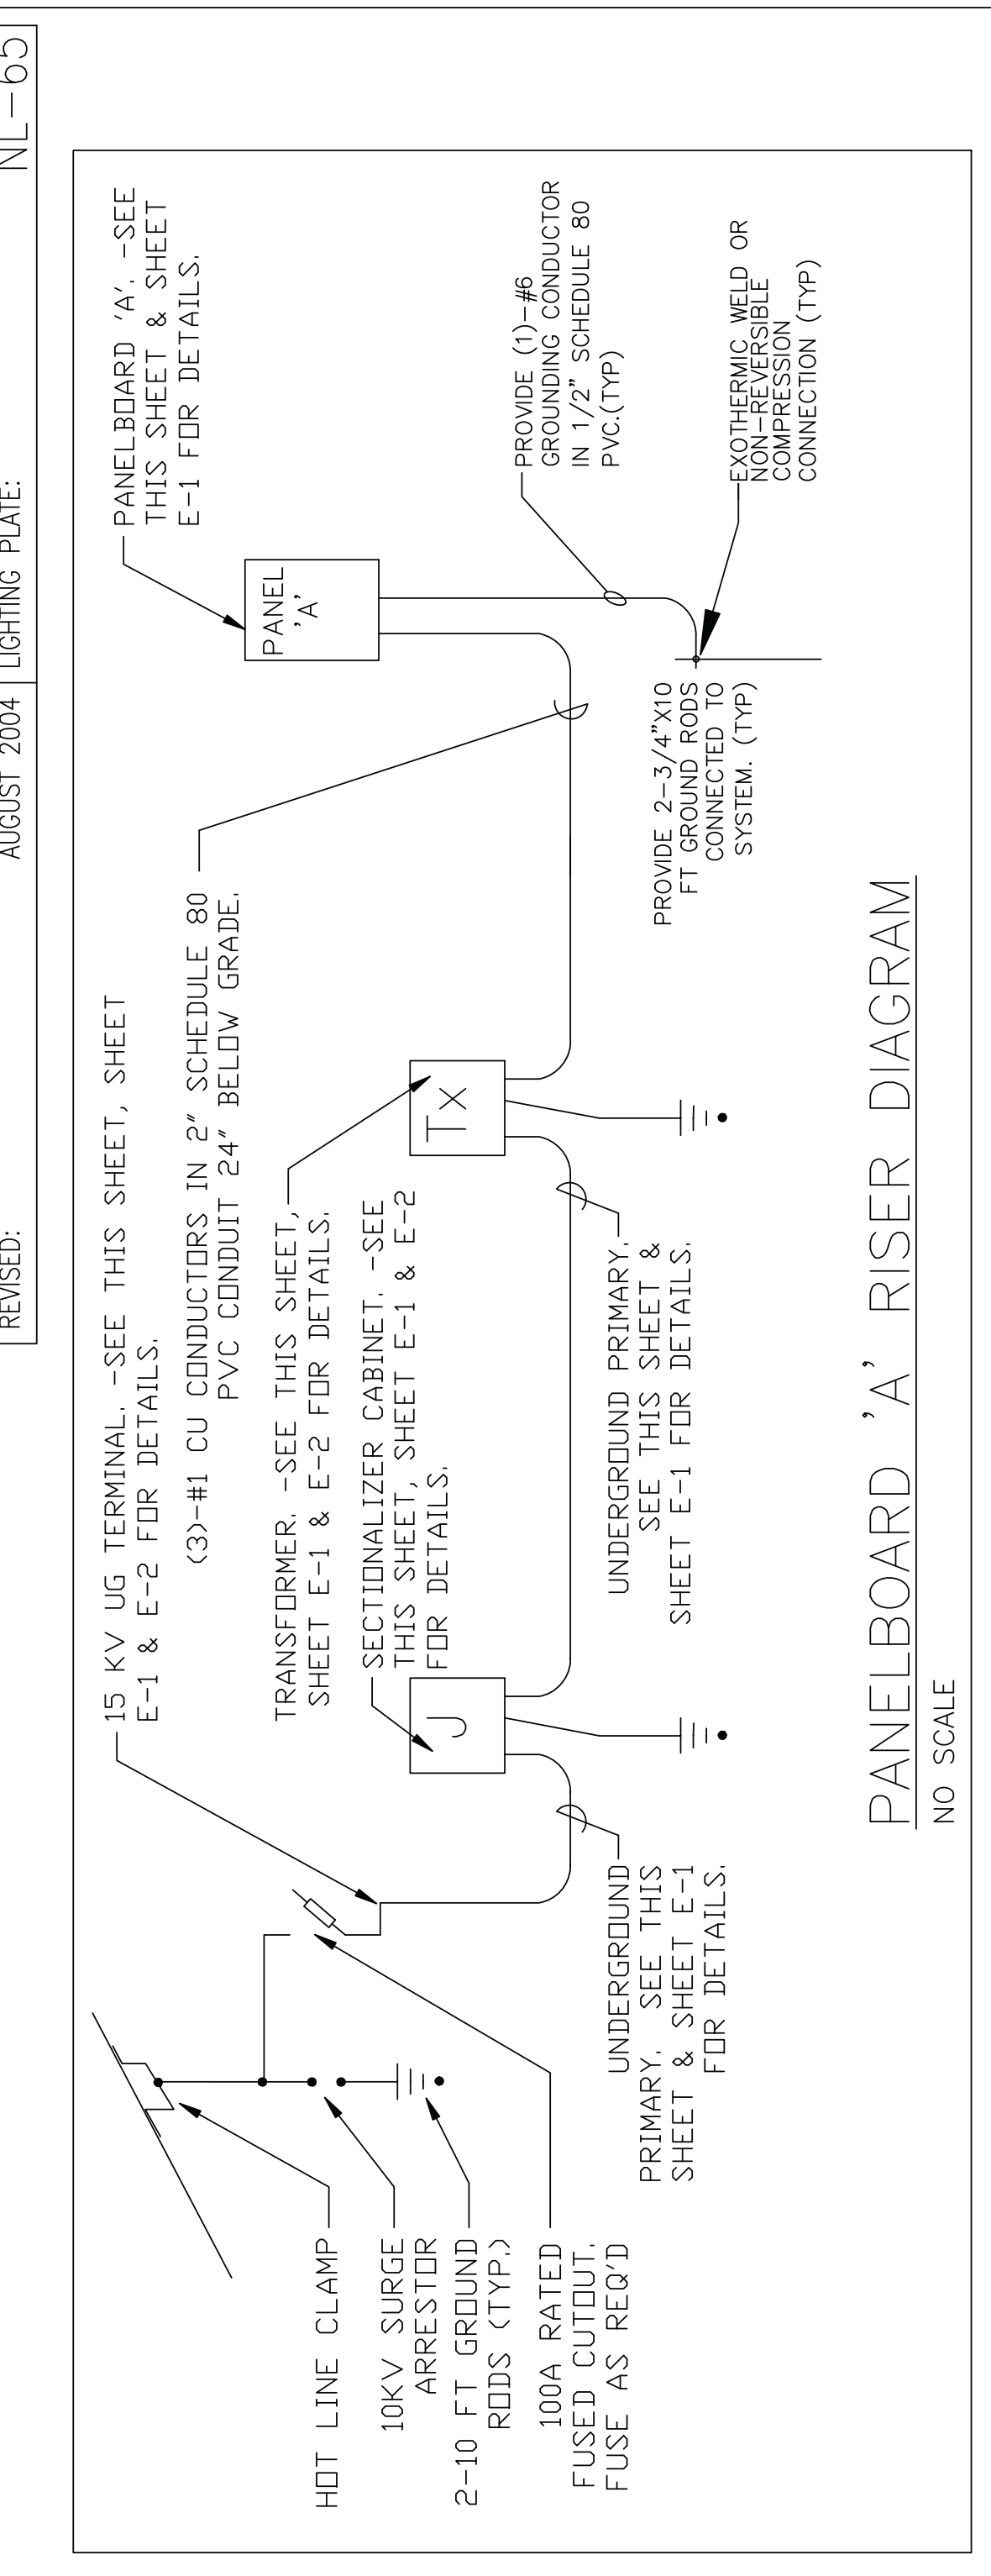 REVISED:
AUGUST 2004
LIGHTING PLATE:
NL-65
15 KV UG TERMINAL. -SEE THIS SHEET, SHEET
E-1 & E-2 FOR DETAILS.
(3)-#1 CU CONDUCTORS IN 2" SCHEDULE 80
PVC CONDUIT 24" BELOW GRADE.
PANELBOARD 'A'. -SEE
THIS SHEET & SHEET
E-1 FOR DETAILS.
PANEL
'A'
TRANSFORMER. -SEE THIS SHEET,
SHEET E-1 & E-2 FOR DETAILS.
SECTIONALIZER CABINET. -SEE
THIS SHEET, SHEET E-1 & E-2
FOR DETAILS.
J
Tx
HOT LINE CLAMP
10KV SURGE
ARRESTOR
2-10 FT GROUND
RODS (TYP.)
100A RATED
FUSED CUTOUT.
FUSE AS REQ'D
UNDERGROUND
PRIMARY. SEE THIS
SHEET & SHEET E-1
FOR DETAILS.
UNDERGROUND PRIMARY.
SEE THIS SHEET &
SHEET E-1 FOR DETAILS.
PROVIDE (1)-#6
GROUNDING CONDUCTOR
IN 1/2" SCHEDULE 80
PVC.(TYP)
PROVIDE 2-3/4"X10
FT GROUND RODS
CONNECTED TO
SYSTEM. (TYP)
EXOTHERMIC WELD OR
NON-REVERSIBLE
COMPRESSION
CONNECTION (TYP)
PANELBOARD 'A' RISER DIAGRAM
NO SCALE